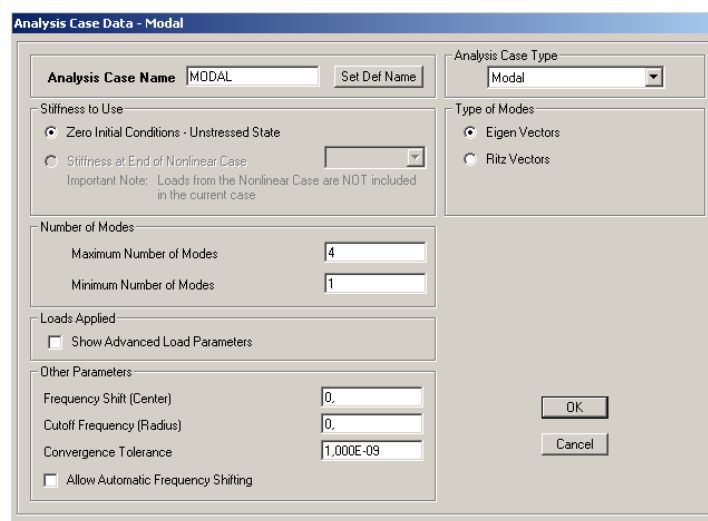 Analysis Case Data - Modal
Analysis Case Name MODAL Set Def Name
Analysis Case Type
Modal
Stiffness to Use
Zero Initial Conditions - Unstressed State
Stiffness at End of Nonlinear Case
Important Note: Loads from the Nonlinear Case are NOT included
in the current case
Type of Modes
Eigen Vectors
Ritz Vectors
Number of Modes
Maximum Number of Modes 4
Minimum Number of Modes 1
Loads Applied
Show Advanced Load Parameters
Other Parameters
Frequency Shift (Center) 0,
Cutoff Frequency (Radius) 0,
Convergence Tolerance 1,000E-09
Allow Automatic Frequency Shifting
OK
Cancel